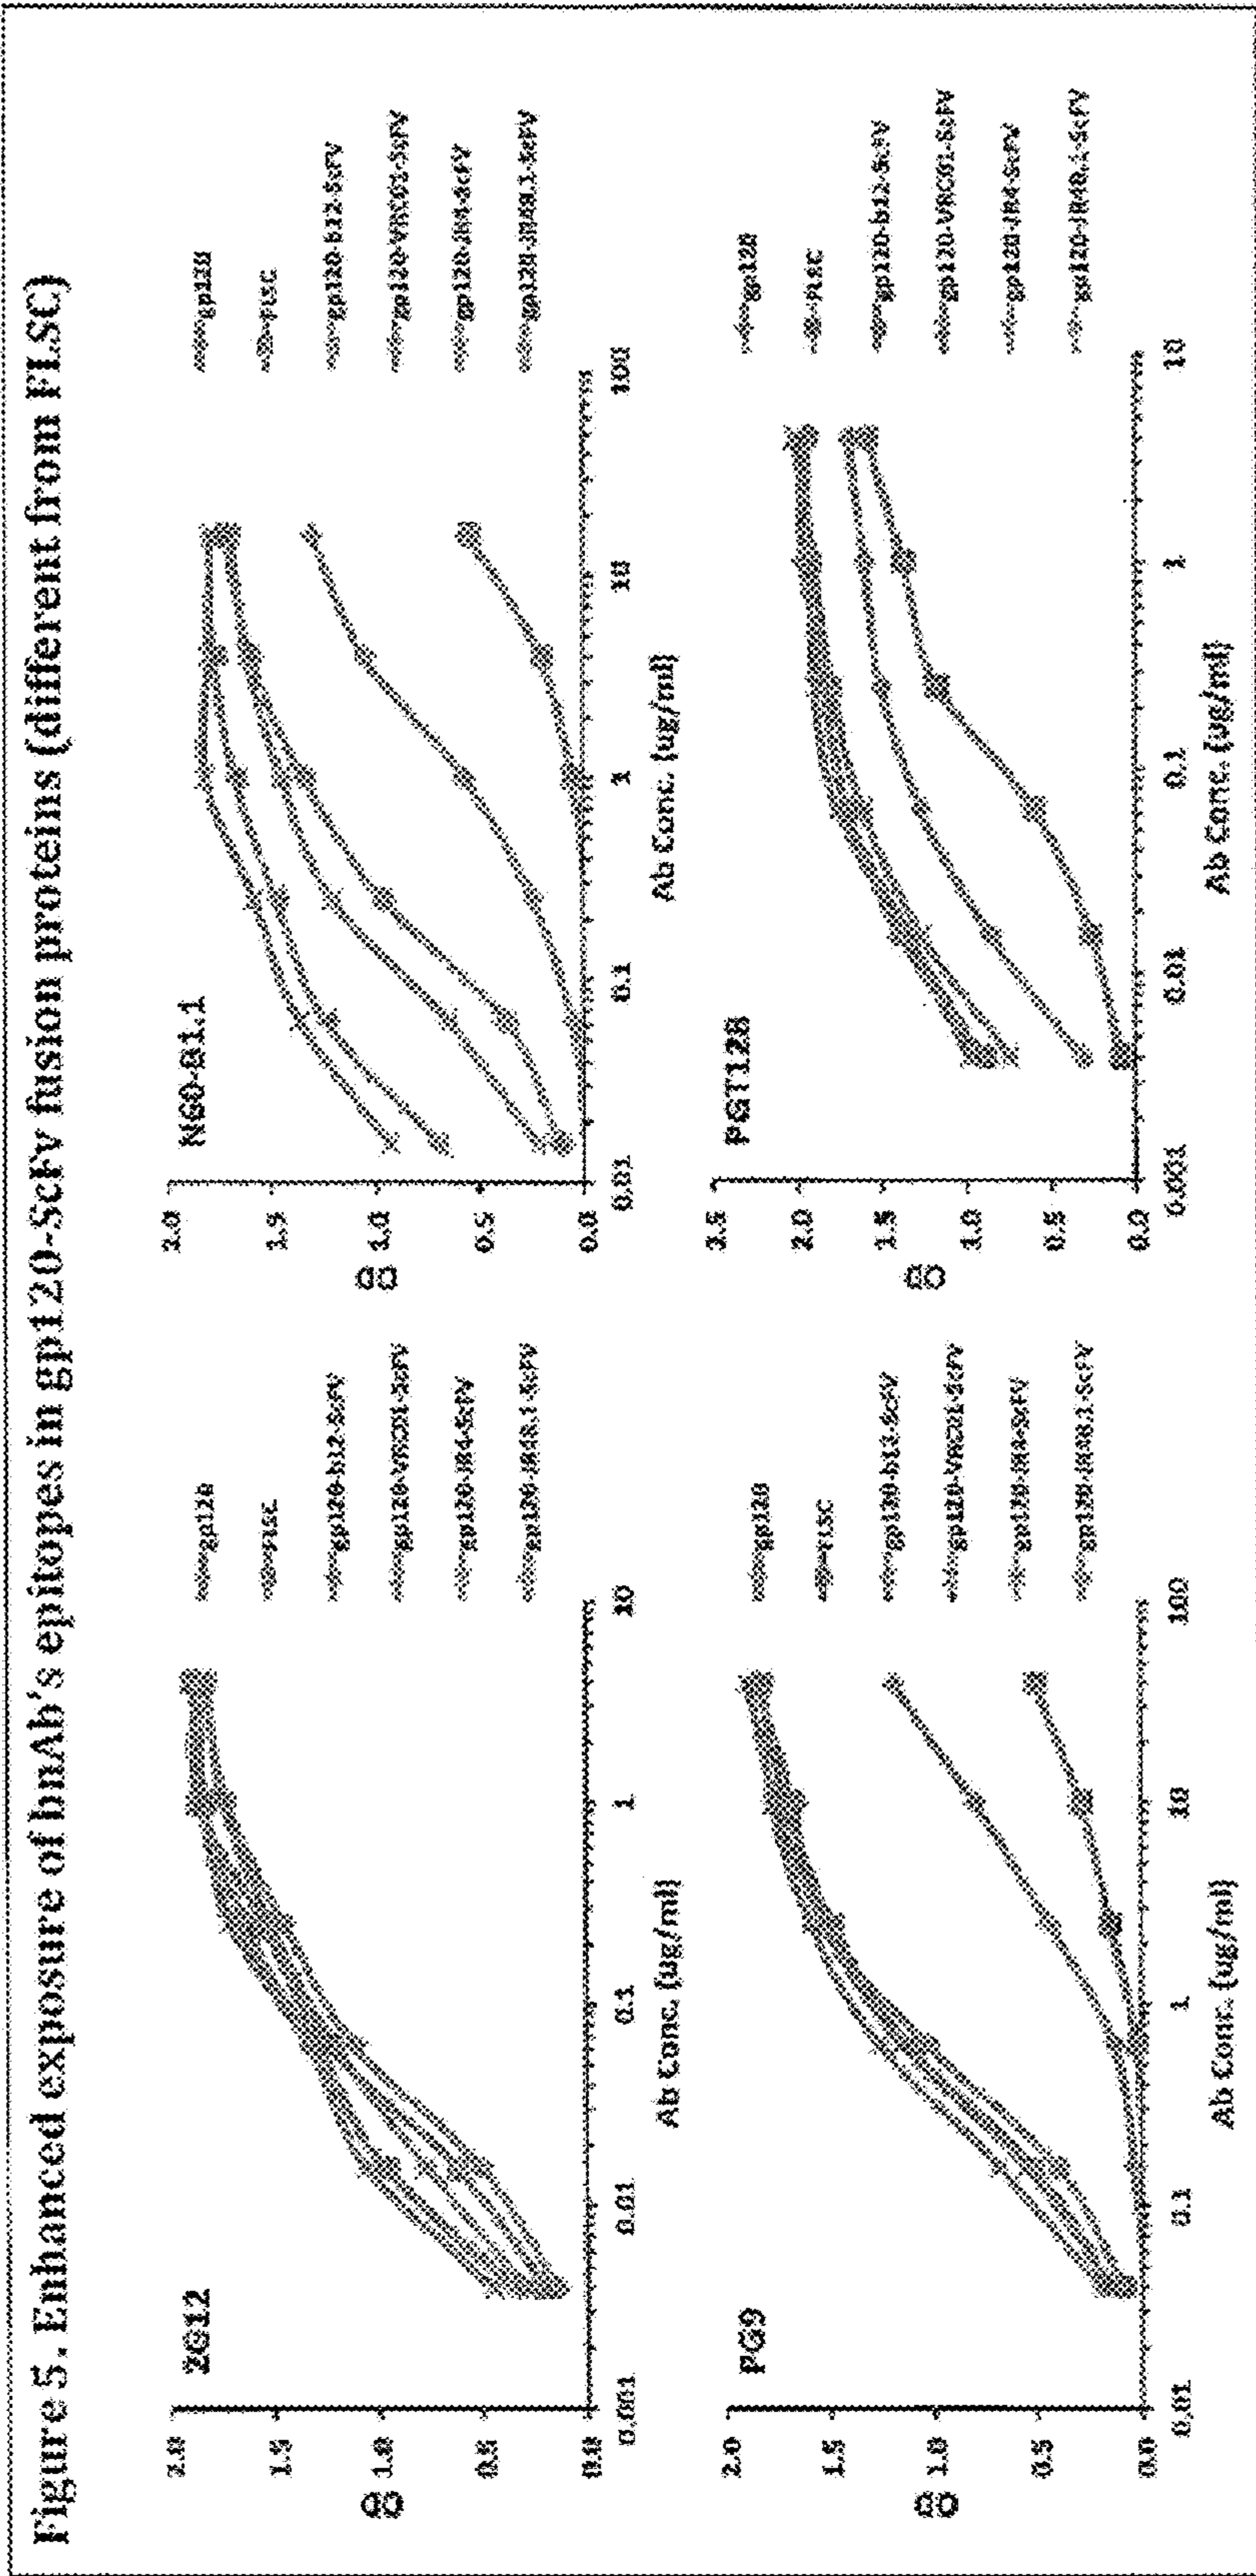 Figure 5. Enhanced exposure of bnAb's epitopes in gp120-ScFv fusion proteins (different from FLSC)
2G12
OD
2.0
1.5
1.0
0.5
0.0
0.001 0.01 0.1 1 10
Ab Conc. (ug/ml)
gp120
FLSC
gp120-b12-ScFV
gp120-VRC01-ScFV
gp120-JR4-ScFV
gp120-JR48.1-ScFV
NG0-B1.1
OD
2.0
1.5
1.0
0.5
0.0
0.01 0.1 1 10 100
Ab Conc. (ug/ml)
gp120
FLSC
gp120-b12-ScFV
gp120-VRC01-ScFV
gp120-JR4-ScFV
gp120-JR48.1-ScFV
PG9
OD
2.0
1.5
1.0
0.5
0.0
0.01 0.1 1 10 100
Ab Conc. (ug/ml)
gp120
FLSC
gp120-b12-ScFV
gp120-VRC01-ScFV
gp120-JR4-ScFV
gp120-JR48.1-ScFV
PGT128
OD
2.5
2.0
1.5
1.0
0.5
0.0
0.001 0.01 0.1 1 10
Ab Conc. (ug/ml)
gp120
FLSC
gp120-b12-ScFV
gp120-VRC01-ScFV
gp120-JR4-ScFV
gp120-JR48.1-ScFV